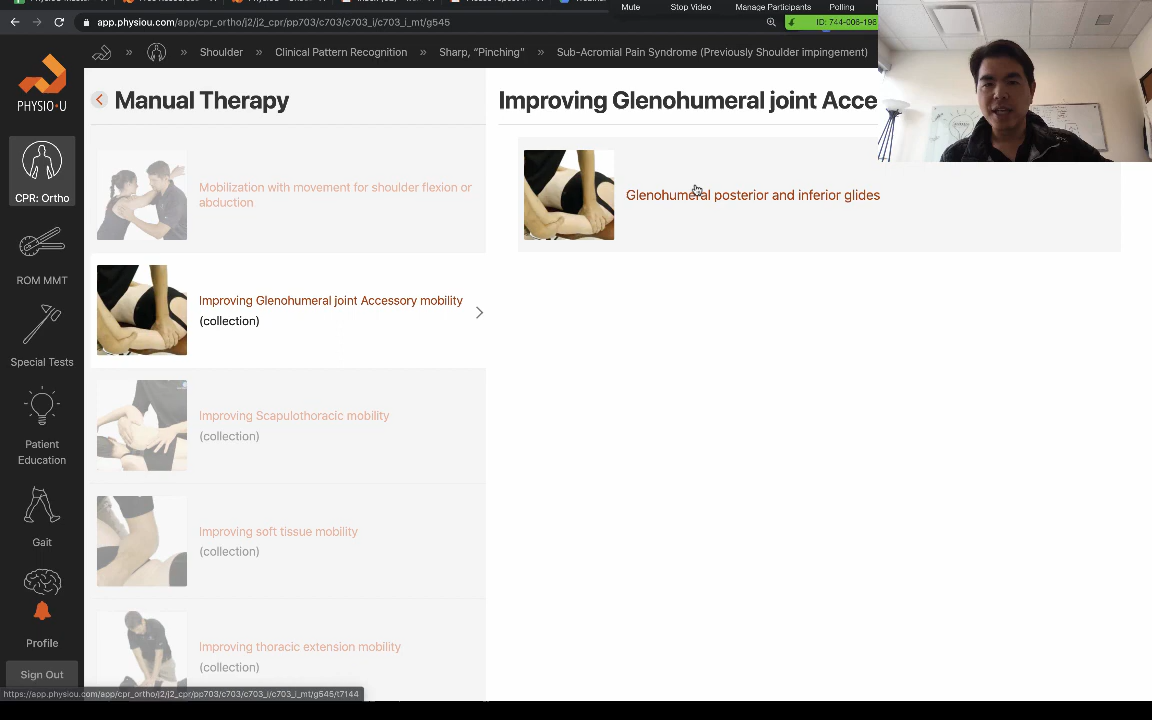 Mute
Stop Video
Manage Participants
Polling
app.physiou.com/app/cpr_ortho/j2/j2_cpr/pp703/c703/c703_i/c703_i_mt/g545
ID: 744-006-196
» Shoulder » Clinical Pattern Recognition » Sharp, "Pinching" » Sub-Acromial Pain Syndrome (Previously Shoulder impingement)
PHYSIO U
CPR: Ortho
ROM MMT
Special Tests
Patient
Education
Gait
Profile
Sign Out
Manual Therapy
Mobilization with movement for shoulder flexion or
abduction
Improving Glenohumeral joint Accessory mobility
(collection)
Improving Scapulothoracic mobility
(collection)
Improving soft tissue mobility
(collection)
Improving thoracic extension mobility
(collection)
Improving Glenohumeral joint Acce
Glenohumeral posterior and inferior glides
https://app.physiou.com/app/cpr_ortho/j2/j2_cpr/pp703/c703/c703_i/c703_i_mt/g545/t7144